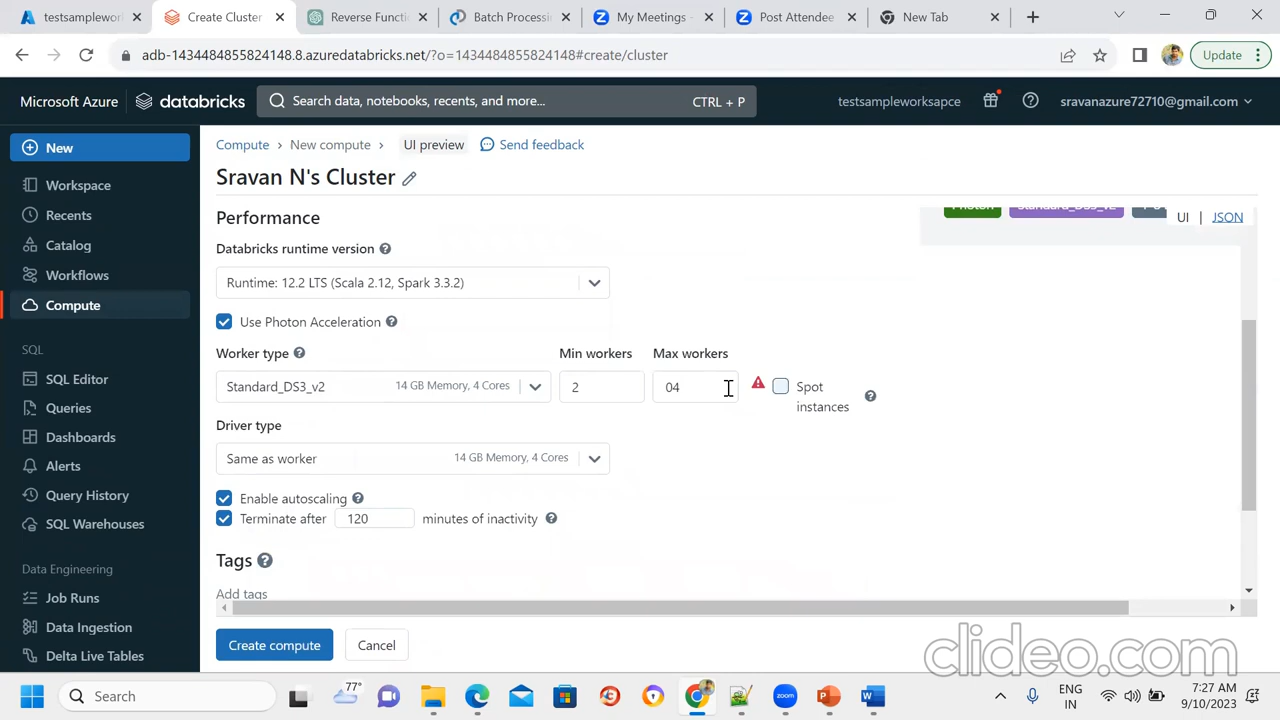 testsamplework
Create Cluster
Reverse Functi
Batch Processi
My Meetings -
Post Attendee
New Tab
adb-1434484855824148.8.azuredatabricks.net/?o=1434484855824148#create/cluster
Update
Microsoft Azure
databricks
Search data, notebooks, recents, and more...
CTRL + P
testsampleworksapce
sravanazure72710@gmail.com
New
Workspace
Recents
Catalog
Workflows
Compute
SQL
SQL Editor
Queries
Dashboards
Alerts
Query History
SQL Warehouses
Data Engineering
Job Runs
Data Ingestion
Delta Live Tables
Compute > New compute > UI preview Send feedback
Sravan N's Cluster
UI | JSON
Performance
Databricks runtime version
Runtime: 12.2 LTS (Scala 2.12, Spark 3.3.2)
Use Photon Acceleration
Worker type Min workers Max workers
Standard_DS3_v2 14 GB Memory, 4 Cores 2 04 Spot instances
Driver type
Same as worker 14 GB Memory, 4 Cores
Enable autoscaling
Terminate after 120 minutes of inactivity
Tags
Add tags
Create compute Cancel
clideo.com
77°
Search
ENG
IN
7:27 AM
9/10/2023